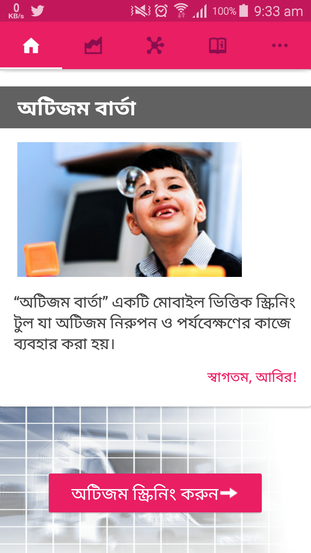 0
KB/s
100%
9:33 am
অটিজম বার্তা
“অটিজম বার্তা” একটি মোবাইল ভিত্তিক স্ক্রিনিং
টুল যা অটিজম নিরুপন ও পর্যবেক্ষণের কাজে
ব্যবহার করা হয়।
স্বাগতম, আবির!
অটিজম স্ক্রিনিং করুন